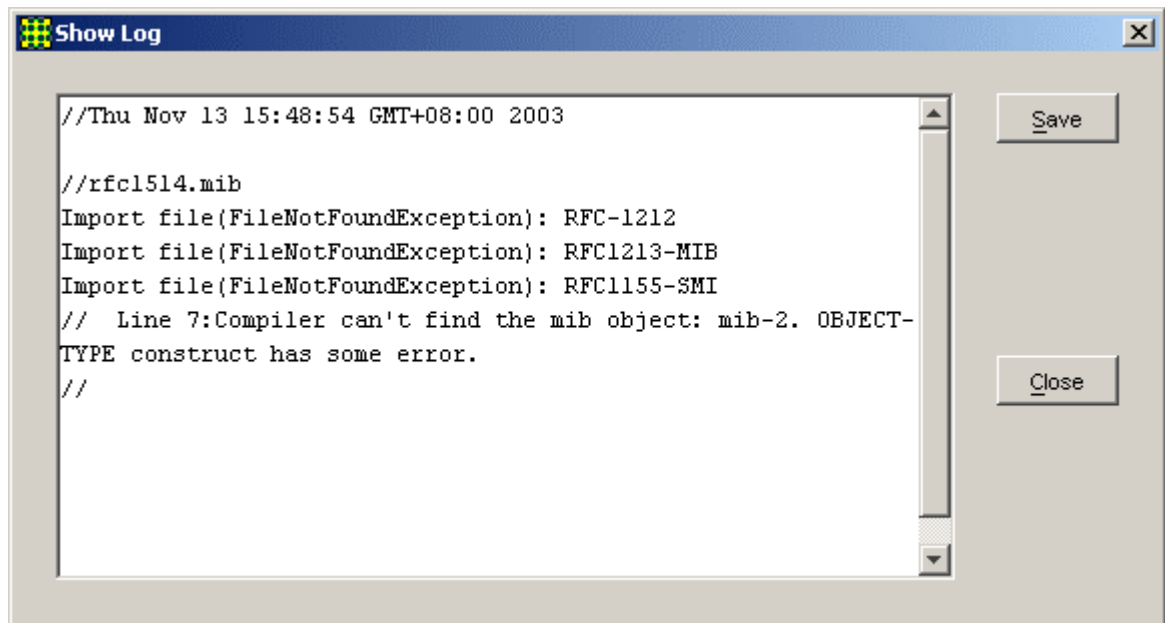 Show Log
//Thu Nov 13 15:48:54 GMT+08:00 2003
//rfc1514.mib
Import file(FileNotFoundException): RFC-1212
Import file(FileNotFoundException): RFC1213-MIB
Import file(FileNotFoundException): RFC1155-SMI
//  Line 7:Compiler can't find the mib object: mib-2. OBJECT-
TYPE construct has some error.
//
Save
Close